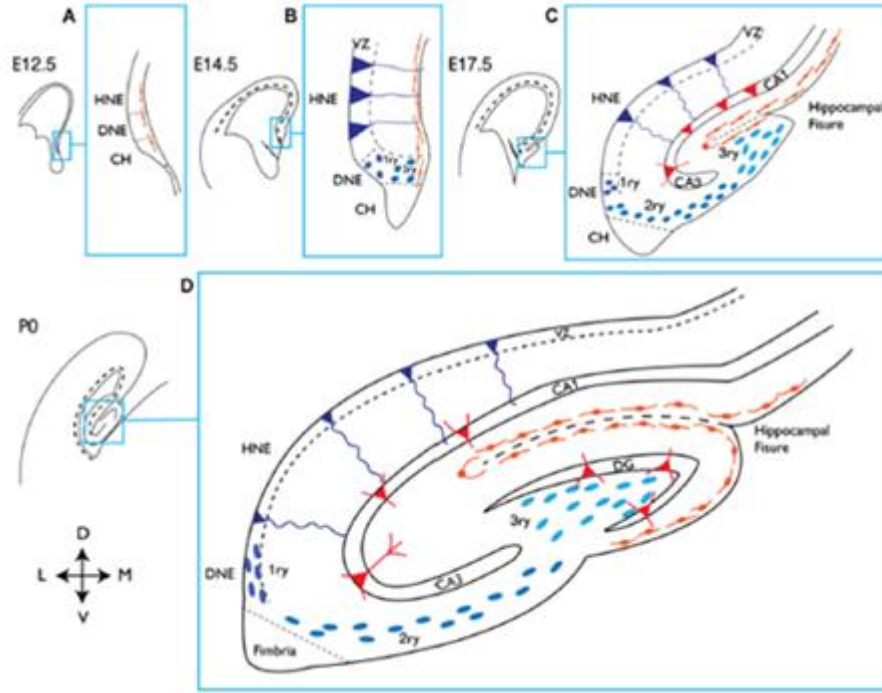 A
E12.5
HNE
DNE
CH
B
E14.5
VZ
HNE
1ry
DNE
CH
C
E17.5
VZ
HNE
CA1
Hippocampal
Fisure
3ry
CA3
DNE
1ry
2ry
CH
D
P0
VZ
CA1
HNE
Hippocampal
Fisure
DG
3ry
DNE
1ry
CA3
2ry
Fimbria
D
L
M
V